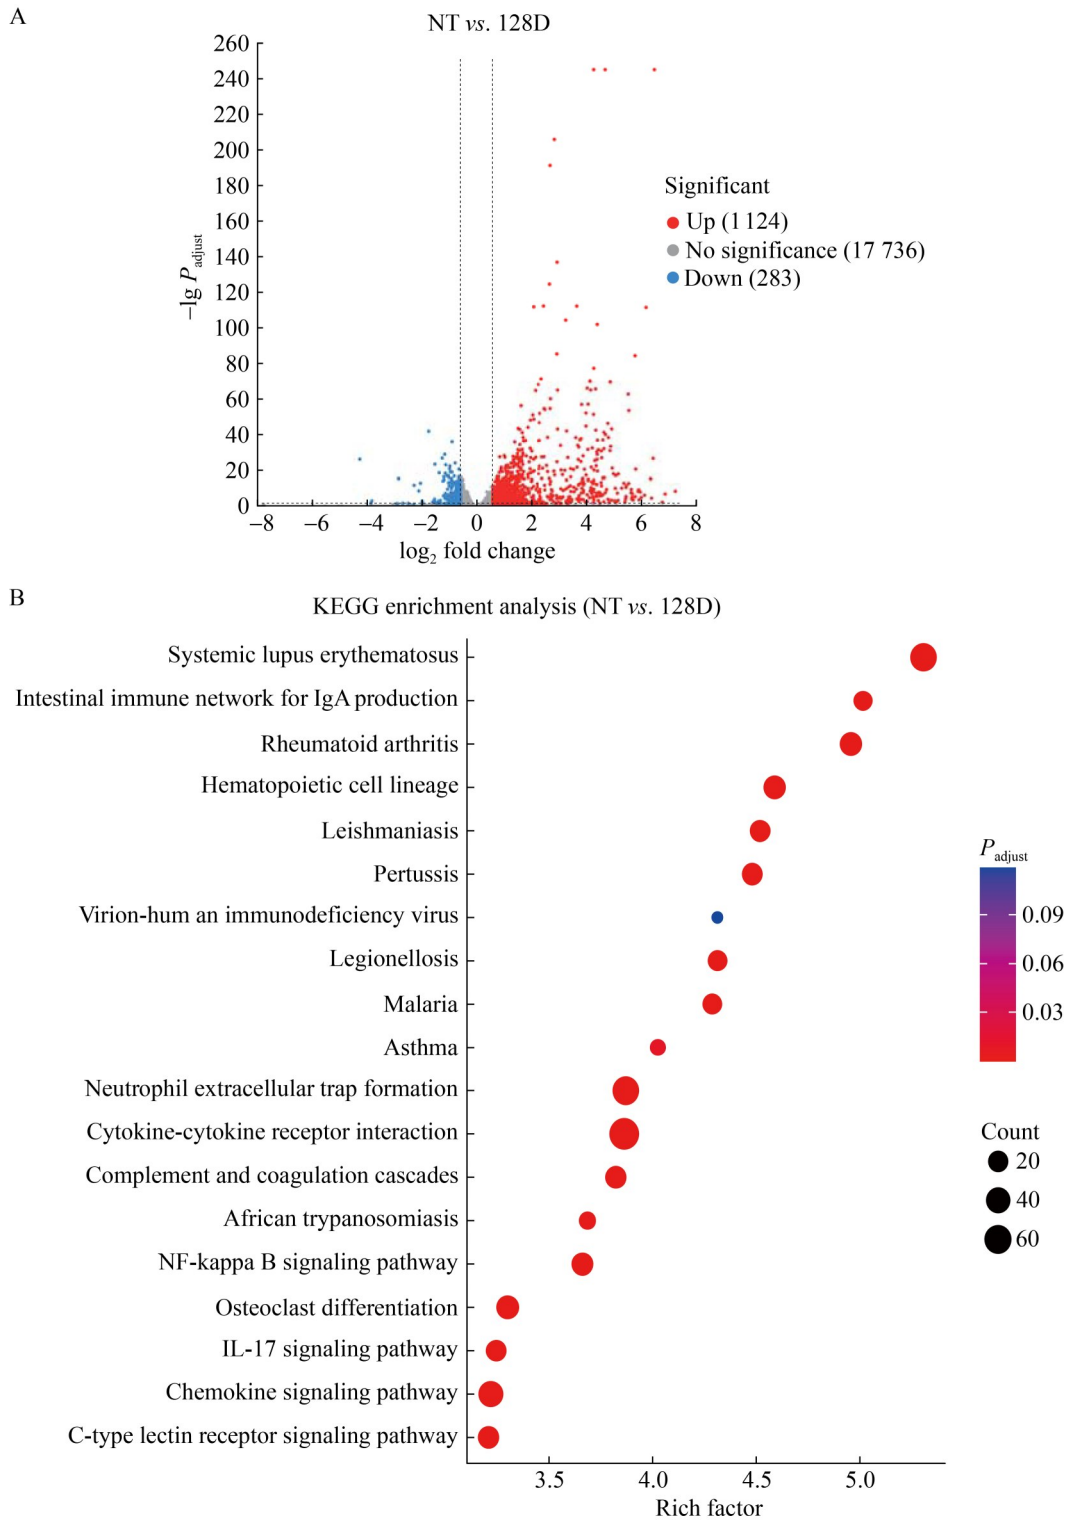 A
NT vs. 128D
260
240
220
200
180
160
140
120
100
80
60
40
20
0
−lg Padjust
Significant
Up (1 124)
No significance (17 736)
Down (283)
−8 −6 −4 −2 0 2 4 6 8
log2 fold change
B
KEGG enrichment analysis (NT vs. 128D)
Systemic lupus erythematosus
Intestinal immune network for IgA production
Rheumatoid arthritis
Hematopoietic cell lineage
Leishmaniasis
Pertussis
Virion-hum an immunodeficiency virus
Legionellosis
Malaria
Asthma
Neutrophil extracellular trap formation
Cytokine-cytokine receptor interaction
Complement and coagulation cascades
African trypanosomiasis
NF-kappa B signaling pathway
Osteoclast differentiation
IL-17 signaling pathway
Chemokine signaling pathway
C-type lectin receptor signaling pathway
3.5 4.0 4.5 5.0
Rich factor
Padjust
0.09
0.06
0.03
Count
20
40
60